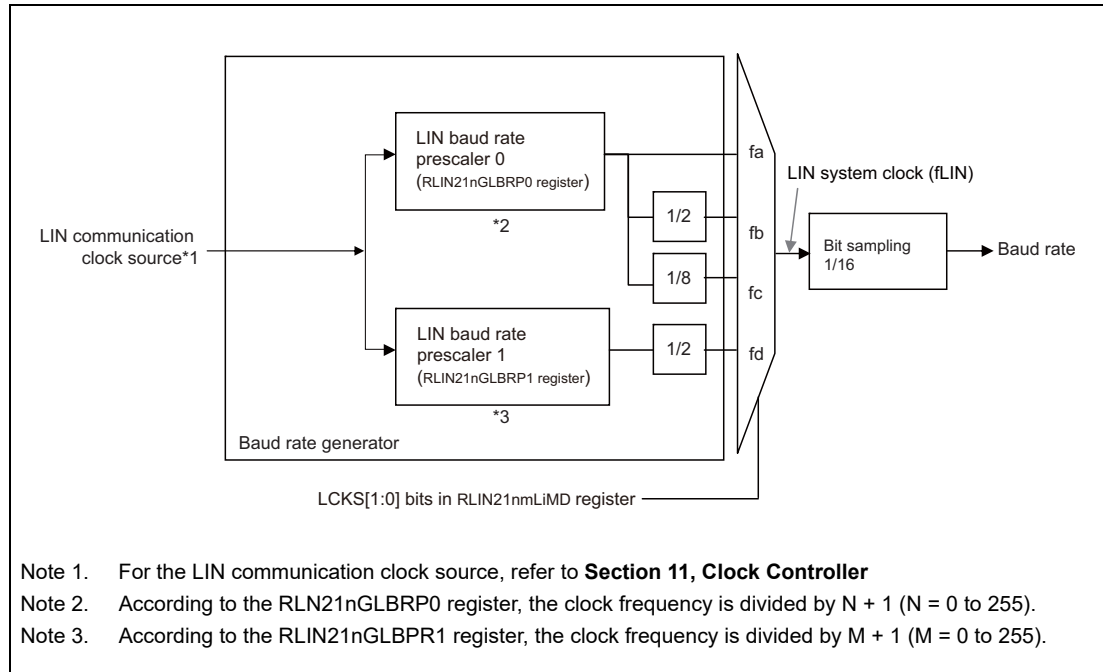 LIN baud rate
prescaler 0
(RLIN21nGLBRP0 register)
*2
fa
LIN system clock (fLIN)
1/2
fb
LIN communication
clock source*1
Bit sampling
1/16
Baud rate
1/8
fc
LIN baud rate
prescaler 1
(RLIN21nGLBRP1 register)
*3
1/2
fd
Baud rate generator
LCKS[1:0] bits in RLIN21nmLiMD register
Note 1. For the LIN communication clock source, refer to Section 11, Clock Controller
Note 2. According to the RLN21nGLBRP0 register, the clock frequency is divided by N + 1 (N = 0 to 255).
Note 3. According to the RLIN21nGLBPR1 register, the clock frequency is divided by M + 1 (M = 0 to 255).